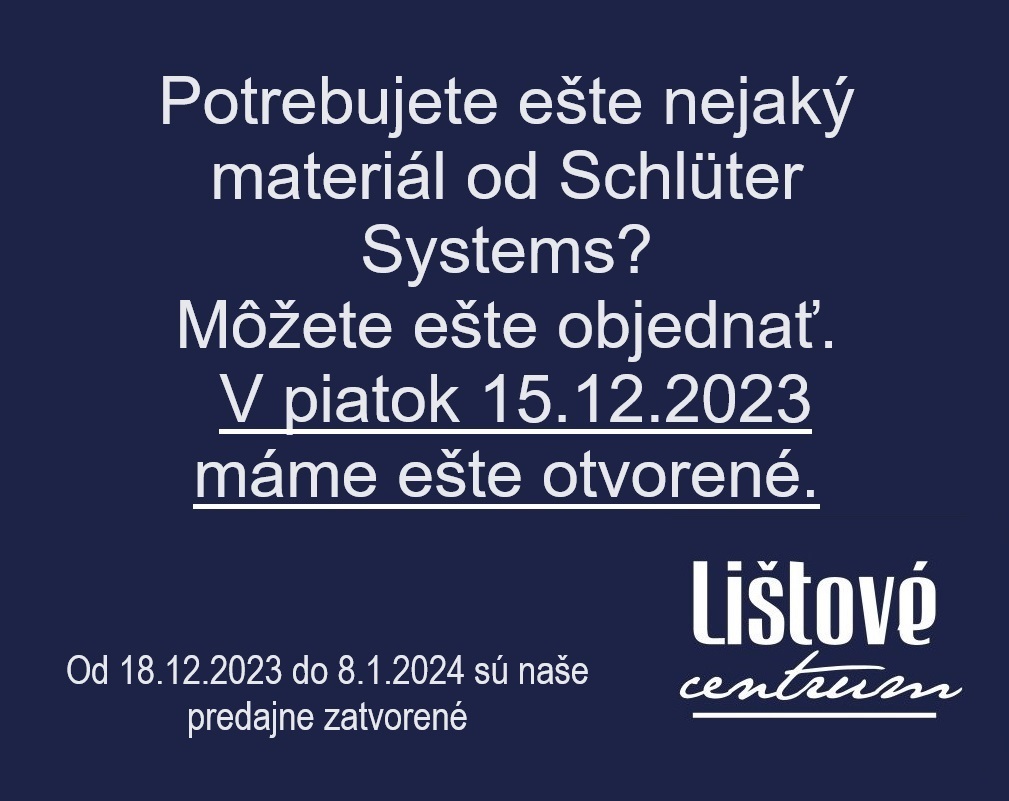 Potrebujete ešte nejaký
materiál od Schlüter
Systems?
Môžete ešte objednať.
V piatok 15.12.2023
máme ešte otvorené.
Lištové
centrum
Od 18.12.2023 do 8.1.2024 sú naše
predajne zatvorené